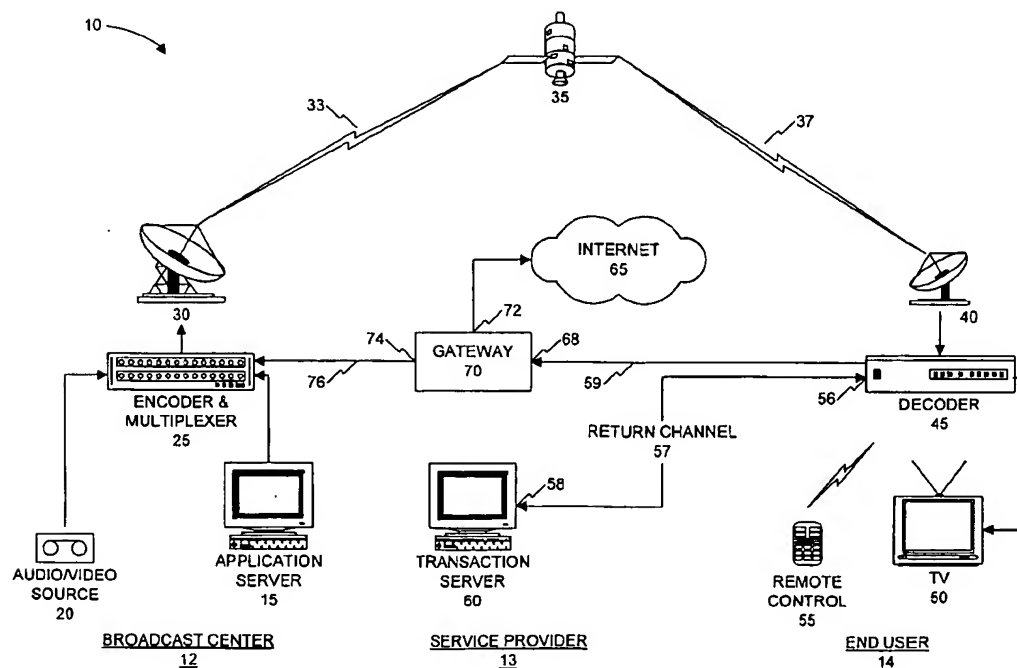 10
35
33
37
INTERNET
65
30
72
40
74
GATEWAY
70
68
76
59
56
ENCODER &
MULTIPLEXER
25
DECODER
45
RETURN CHANNEL
57
58
AUDIO/VIDEO
SOURCE
20
APPLICATION
SERVER
15
TRANSACTION
SERVER
60
REMOTE
CONTROL
55
TV
50
BROADCAST CENTER
12
SERVICE PROVIDER
13
END USER
14